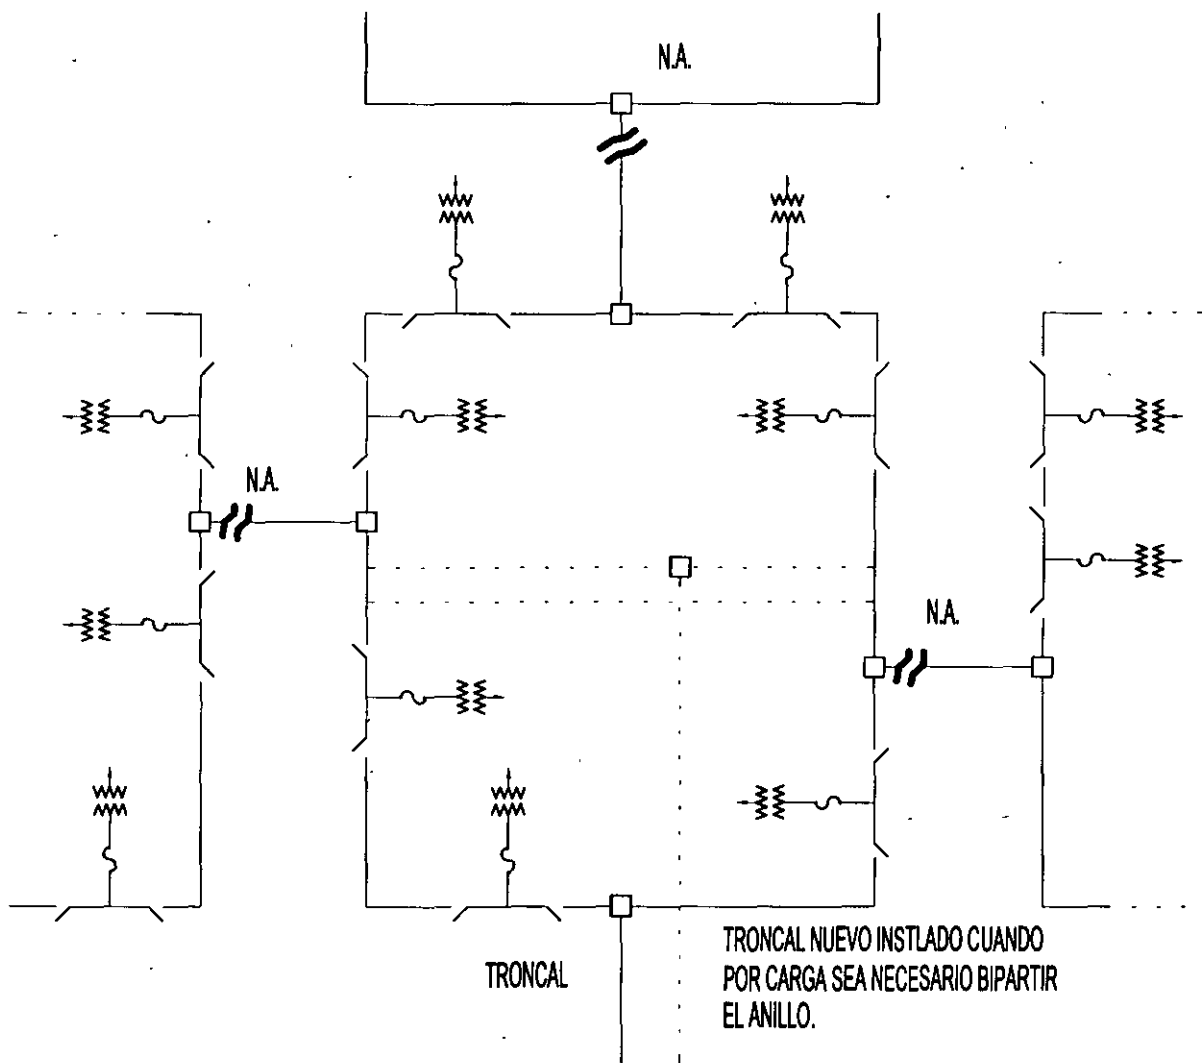 N.A.
N.A.
N.A.
TRONCAL
TRONCAL NUEVO INSTLADO CUANDO
POR CARGA SEA NECESARIO BIPARTIR
EL ANILLO.